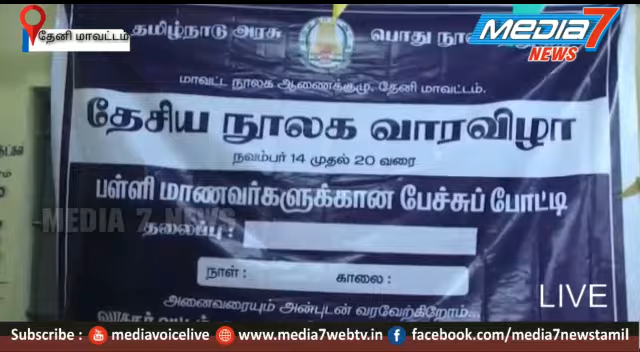 தேனி மாவட்டம்
தமிழ்நாடு அரசு பொது
MEDIA7
NEWS
மாவட்ட நூலக ஆணைக்குழு, தேனி மாவட்டம்.
தேசிய நூலக வாரவிழா
நவம்பர் 14 முதல் 20 வரை
பள்ளி மாணவர்களுக்கான பேச்சுப் போட்டி
MEDIA 7 NEWS
தலைப்பு :
நாள் : காலை :
அனைவரையும் அன்புடன் வரவேற்கிறோம்...
LIVE
Subscribe : mediavoicelive www.media7webtv.in facebook.com/media7newstamil